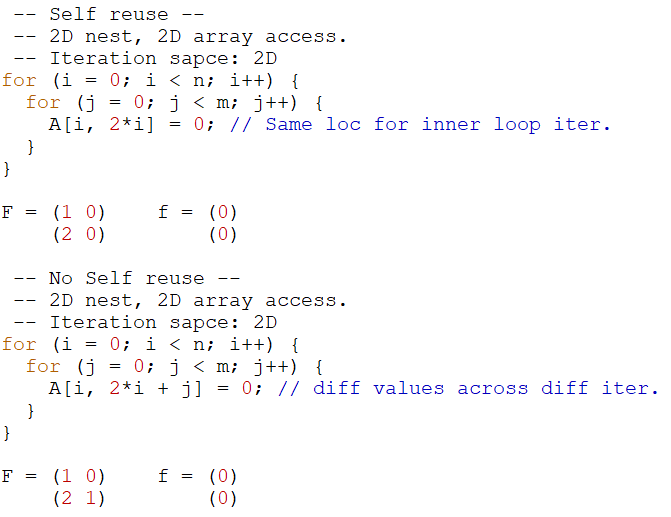 -- Self reuse --
-- 2D nest, 2D array access.
-- Iteration sapce: 2D
for (i = 0; i < n; i++) {
  for (j = 0; j < m; j++) {
    A[i, 2*i] = 0; // Same loc for inner loop iter.
  }
}
F = (1 0)    f = (0)
    (2 0)        (0)
-- No Self reuse --
-- 2D nest, 2D array access.
-- Iteration sapce: 2D
for (i = 0; i < n; i++) {
  for (j = 0; j < m; j++) {
    A[i, 2*i + j] = 0; // diff values across diff iter.
  }
}
F = (1 0)    f = (0)
    (2 1)        (0)